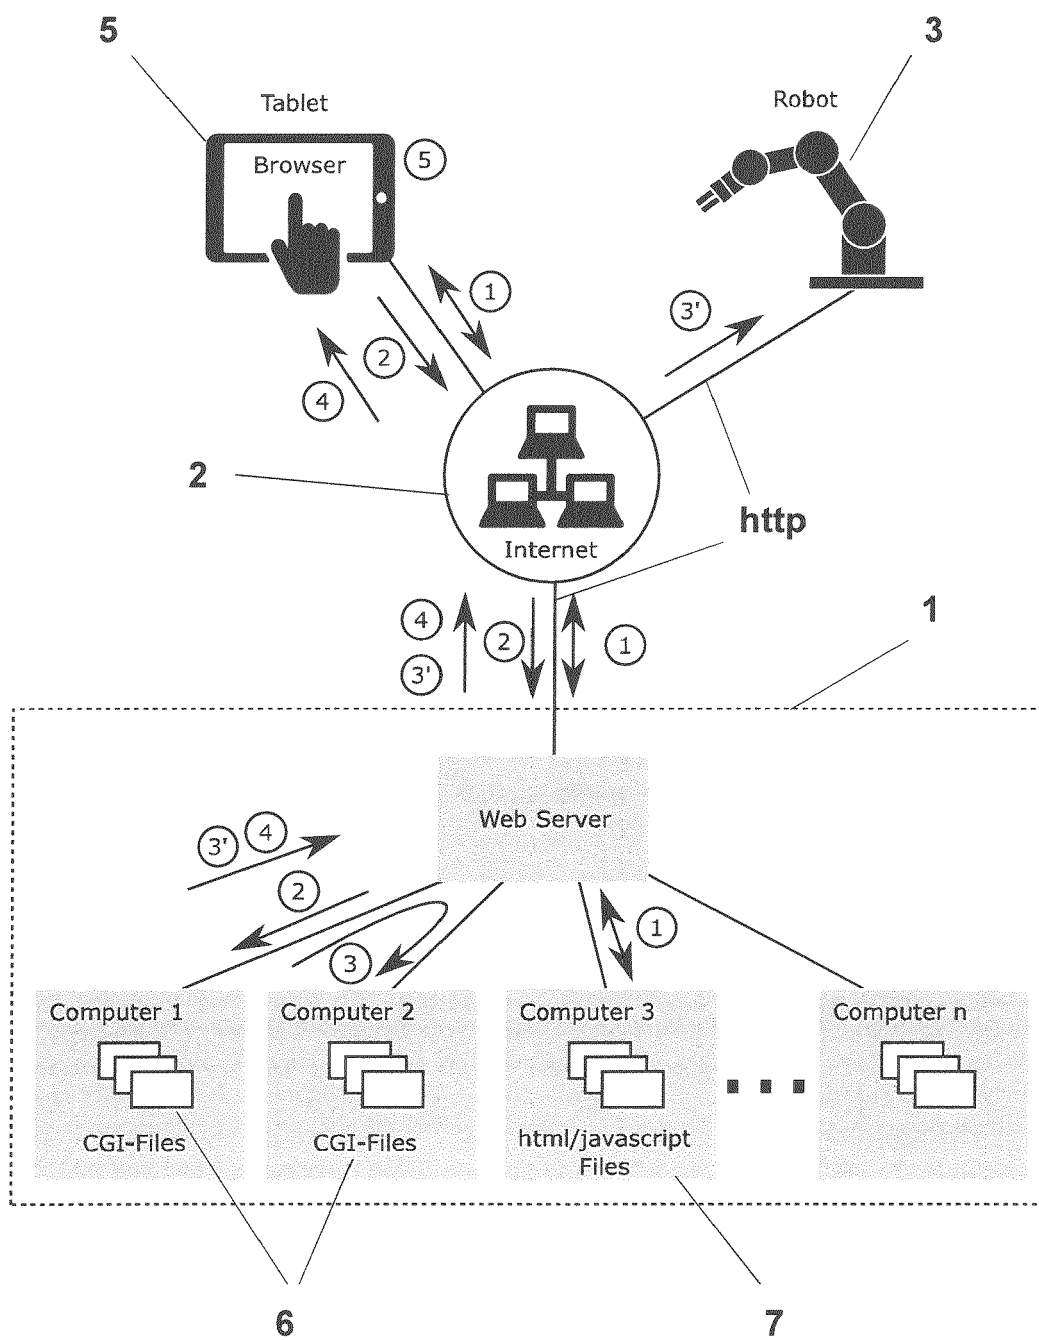 5
3
Tablet
Robot
Browser
5
1
3'
2
4
2
http
Internet
4
2
1
3'
1
Web Server
3'
4
2
1
3
Computer 1
Computer 2
Computer 3
Computer n
CGI-Files
CGI-Files
html/javascript
Files
6
7